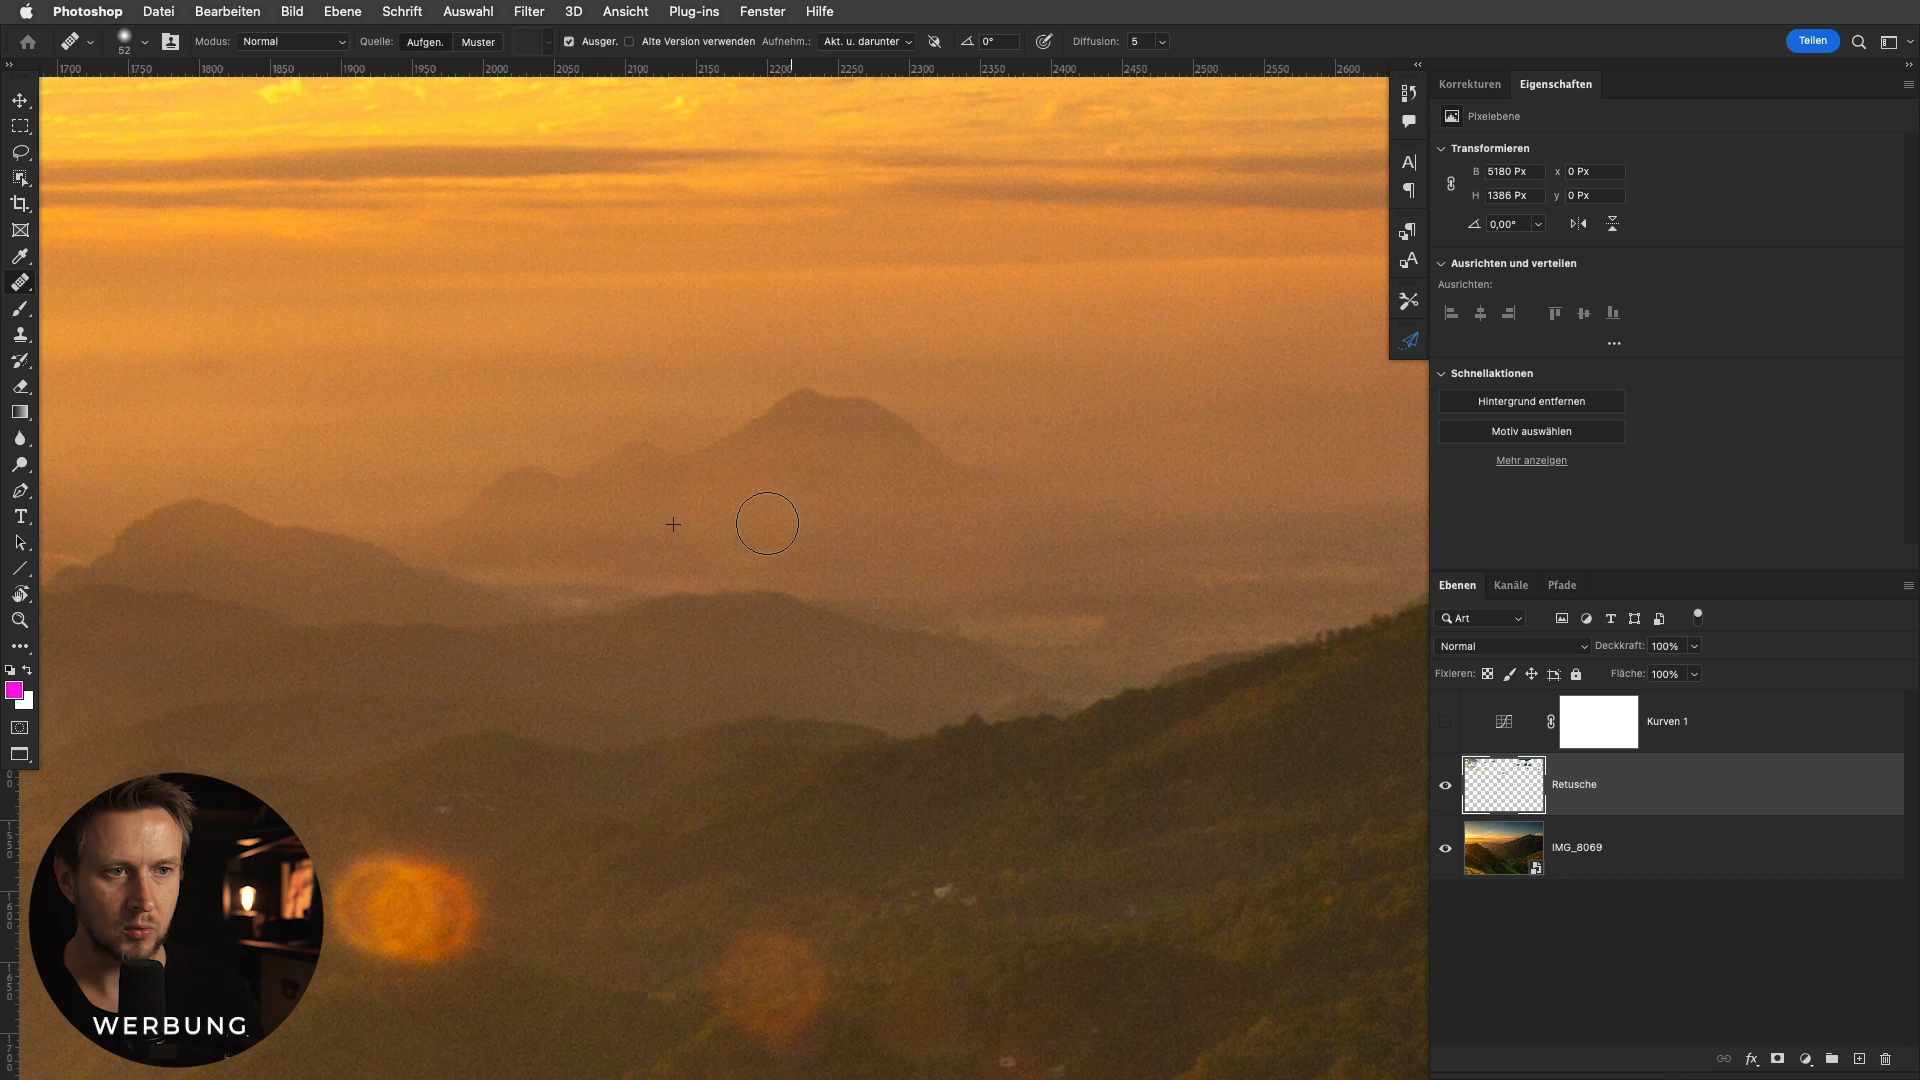 Photoshop Datei Bearbeiten Bild Ebene Schrift Auswahl Filter 3D Ansicht Plug-ins Fenster Hilfe
52 Modus: Normal Quelle: Aufgen. Muster Ausger. Alte Version verwenden Aufnehm.: Akt. u. darunter 0° Diffusion: 5 Teilen
1700 1750 1800 1850 1900 1950 2000 2050 2100 2150 2200 2250 2300 2350 2400 2450 2500 2550 2600
Korrekturen Eigenschaften
Pixelebene
Transformieren
B 5180 Px x 0 Px
H 1386 Px y 0 Px
0,00°
Ausrichten und verteilen
Ausrichten:
Schnellaktionen
Hintergrund entfernen
Motiv auswählen
Mehr anzeigen
Ebenen Kanäle Pfade
Art
Normal Deckkraft: 100%
Fixieren: Fläche: 100%
Kurven 1
Retusche
IMG_8069
1550
1600
1650
1700
WERBUNG